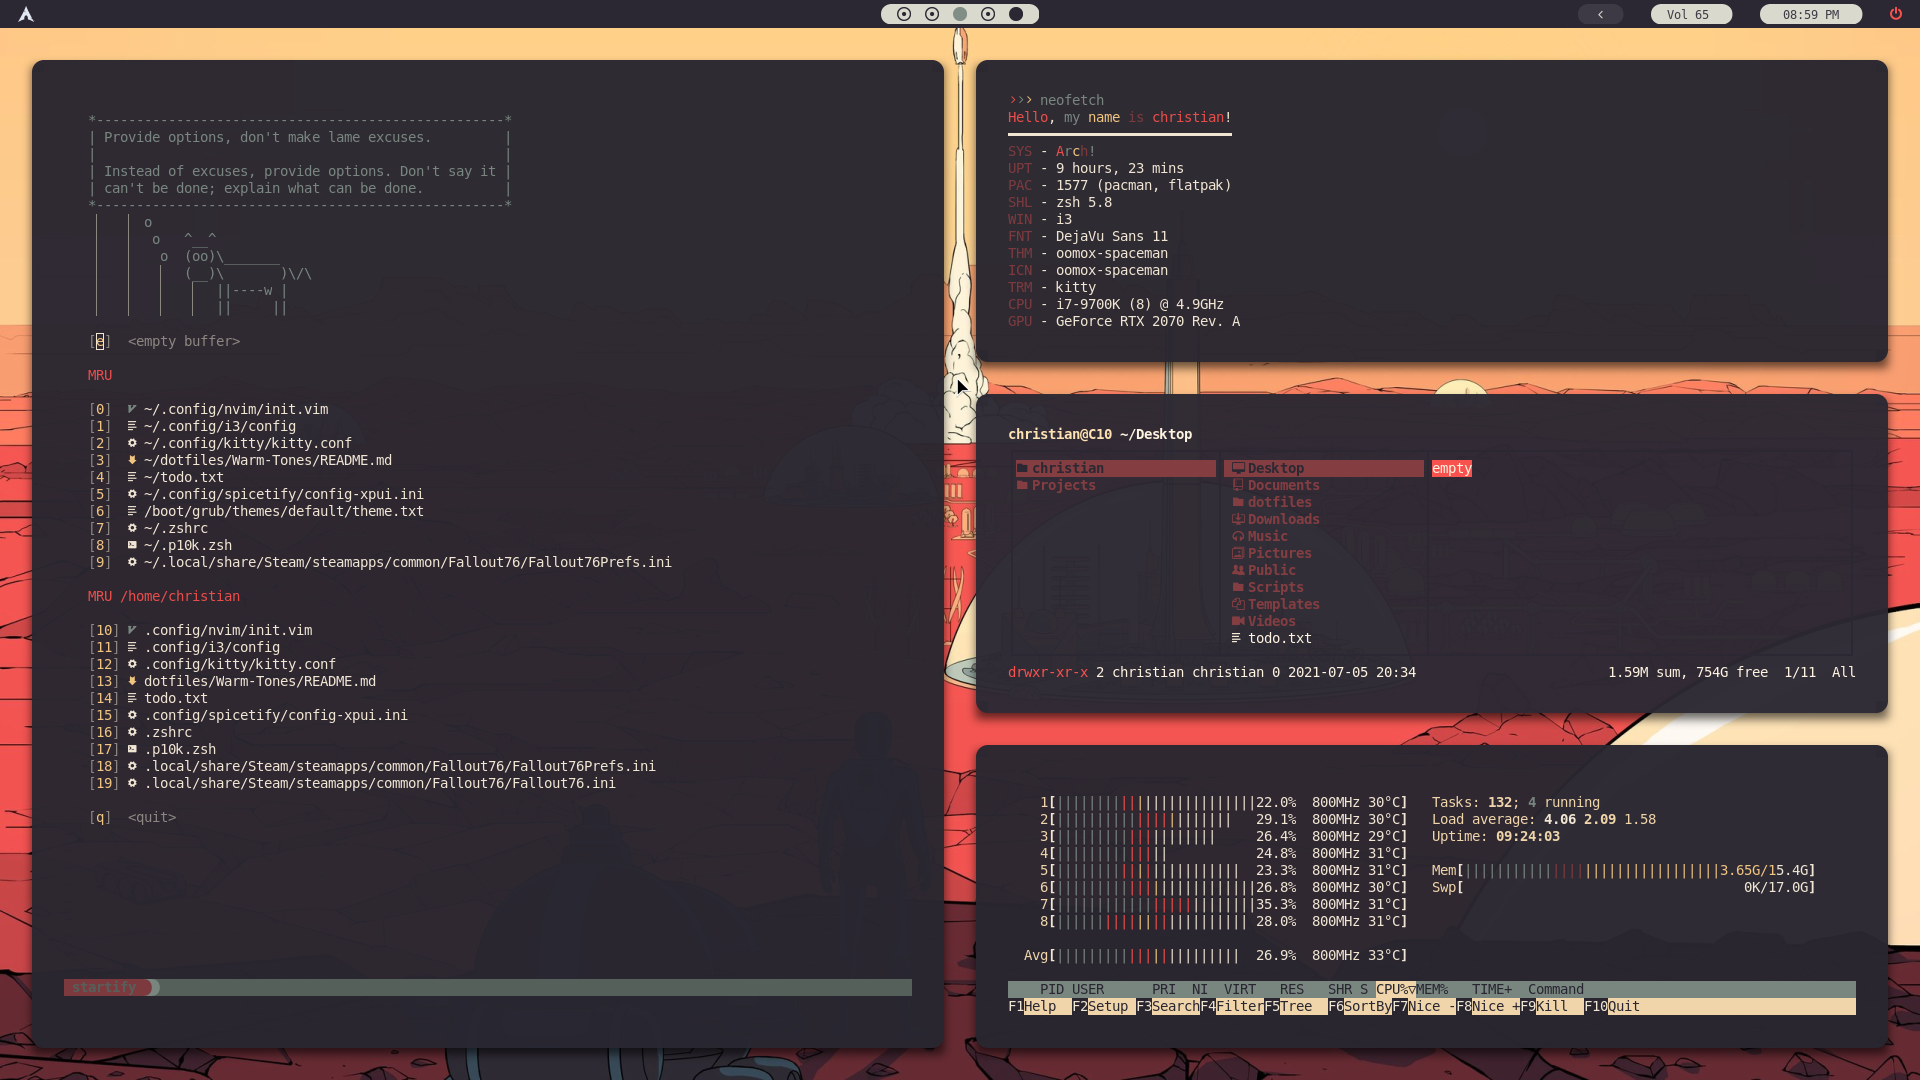 Vol 65
08:59 PM
*---------------------------------------------------*
| Provide options, don't make lame excuses.         |
|                                                   |
| Instead of excuses, provide options. Don't say it |
| can't be done; explain what can be done.          |
*---------------------------------------------------*
o
o   ^__^
o  (oo)\_______
(__)\       )\/\
||----w |
||     ||
[e]  <empty buffer>
MRU
[0]  ~/.config/nvim/init.vim
[1]  ~/.config/i3/config
[2]  ~/.config/kitty/kitty.conf
[3]  ~/dotfiles/Warm-Tones/README.md
[4]  ~/todo.txt
[5]  ~/.config/spicetify/config-xpui.ini
[6]  /boot/grub/themes/default/theme.txt
[7]  ~/.zshrc
[8]  ~/.p10k.zsh
[9]  ~/.local/share/Steam/steamapps/common/Fallout76/Fallout76Prefs.ini
MRU /home/christian
[10] .config/nvim/init.vim
[11] .config/i3/config
[12] .config/kitty/kitty.conf
[13] dotfiles/Warm-Tones/README.md
[14] todo.txt
[15] .config/spicetify/config-xpui.ini
[16] .zshrc
[17] .p10k.zsh
[18] .local/share/Steam/steamapps/common/Fallout76/Fallout76Prefs.ini
[19] .local/share/Steam/steamapps/common/Fallout76/Fallout76.ini
[q]  <quit>
startify
››› neofetch
Hello, my name is christian!
SYS - Arch!
UPT - 9 hours, 23 mins
PAC - 1577 (pacman, flatpak)
SHL - zsh 5.8
WIN - i3
FNT - DejaVu Sans 11
THM - oomox-spaceman
ICN - oomox-spaceman
TRM - kitty
CPU - i7-9700K (8) @ 4.9GHz
GPU - GeForce RTX 2070 Rev. A
christian@C10 ~/Desktop
christian Desktop empty
Projects Documents
dotfiles
Downloads
Music
Pictures
Public
Scripts
Templates
Videos
todo.txt
drwxr-xr-x 2 christian christian 0 2021-07-05 20:34 1.59M sum, 754G free  1/11  All
1[||||||||||||||||||||||||22.0%  800MHz 30°C] Tasks: 132; 4 running
2[||||||||||||||||||||||   29.1%  800MHz 30°C] Load average: 4.06 2.09 1.58
3[||||||||||||||||||||     26.4%  800MHz 29°C] Uptime: 09:24:03
4[||||||||||||||           24.8%  800MHz 31°C]
5[|||||||||||||||||||||||  23.3%  800MHz 31°C] Mem[||||||||||||||||||||||||||||||||3.65G/15.4G]
6[|||||||||||||||||||||||||26.8%  800MHz 30°C] Swp[ 0K/17.0G]
7[|||||||||||||||||||||||||35.3%  800MHz 31°C]
8[|||||||||||||||||||||||| 28.0%  800MHz 31°C]
Avg[|||||||||||||||||||||||  26.9%  800MHz 33°C]
PID USER      PRI  NI  VIRT   RES   SHR S CPU%▽MEM%   TIME+  Command
F1Help  F2Setup F3SearchF4FilterF5Tree  F6SortByF7Nice -F8Nice +F9Kill  F10Quit